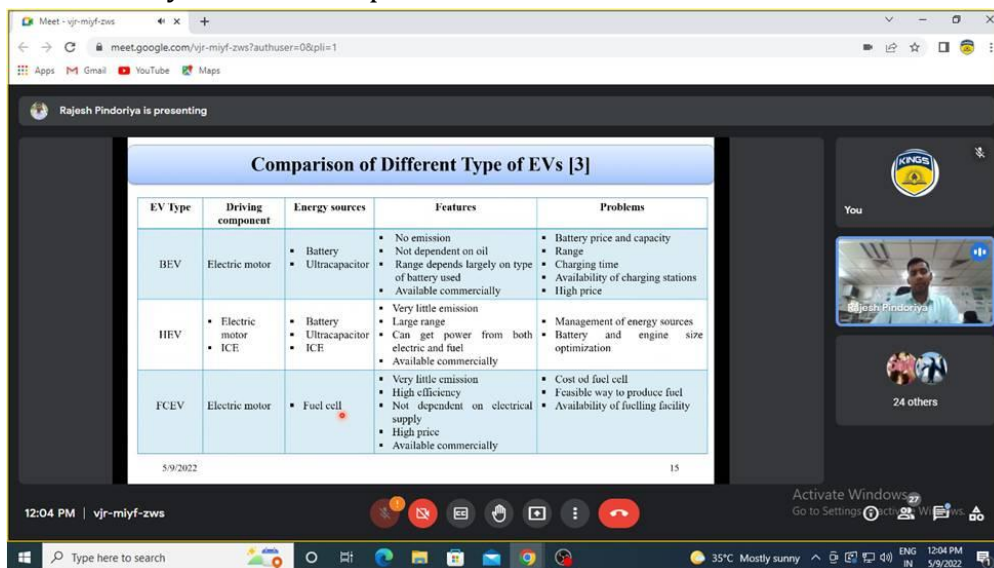 Meet - vjr-miyf-zws
meet.google.com/vjr-miyf-zws?authuser=0&pli=1
Apps Gmail YouTube Maps
Rajesh Pindoriya is presenting
Comparison of Different Type of EVs [3]
EV Type
Driving
component
Energy sources
Features
Problems
BEV
Electric motor
▪ Battery
▪ Ultracapacitor
▪ No emission
▪ Not dependent on oil
▪ Range depends largely on type
of battery used
▪ Available commercially
▪ Battery price and capacity
▪ Range
▪ Charging time
▪ Availability of charging stations
▪ High price
HEV
▪ Electric
motor
▪ ICE
▪ Battery
▪ Ultracapacitor
▪ ICE
▪ Very little emission
▪ Large range
▪ Can get power from both
electric and fuel
▪ Available commercially
▪ Management of energy sources
▪ Battery and engine size
optimization
FCEV
Electric motor
▪ Fuel cell
▪ Very little emission
▪ High efficiency
▪ Not dependent on electrical
supply
▪ High price
▪ Available commercially
▪ Cost od fuel cell
▪ Feasible way to produce fuel
▪ Availability of fuelling facility
5/9/2022
15
KINGS
You
Rajesh Pindoriya
24 others
Activate Windows
Go to Settings
27
12:04 PM | vjr-miyf-zws
CC
Type here to search
35°C Mostly sunny
ENG
IN
12:04 PM
5/9/2022